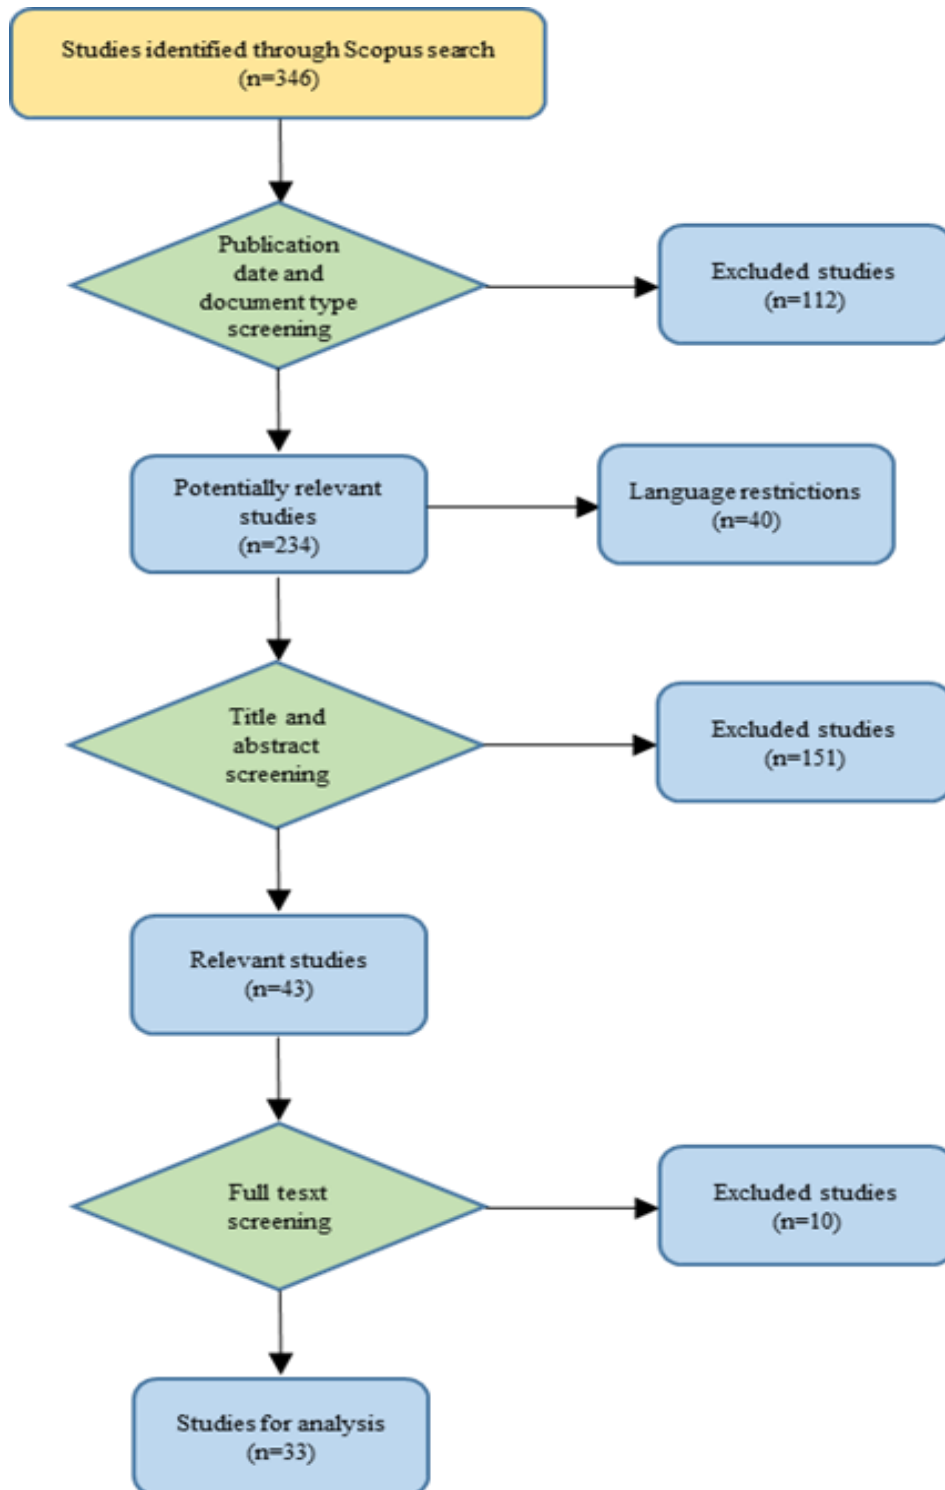 Studies identified through Scopus search
(n=346)
Publication
date and
document type
screening
Excluded studies
(n=112)
Potentially relevant
studies
(n=234)
Language restrictions
(n=40)
Title and
abstract
screening
Excluded studies
(n=151)
Relevant studies
(n=43)
Full tesxt
screening
Excluded studies
(n=10)
Studies for analysis
(n=33)